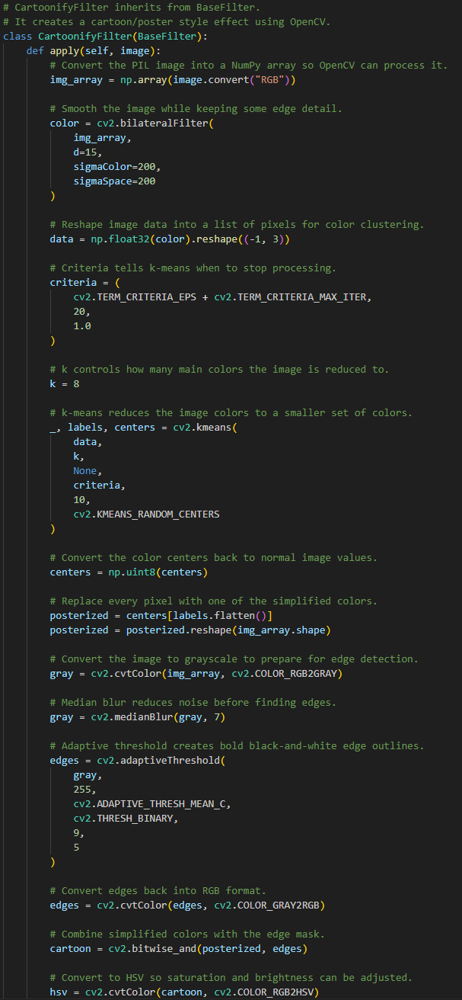 # CartoonifyFilter inherits from BaseFilter.
# It creates a cartoon/poster style effect using OpenCV.
class CartoonifyFilter(BaseFilter):
    def apply(self, image):
        # Convert the PIL image into a NumPy array so OpenCV can process it.
        img_array = np.array(image.convert("RGB"))

        # Smooth the image while keeping some edge detail.
        color = cv2.bilateralFilter(
            img_array,
            d=15,
            sigmaColor=200,
            sigmaSpace=200
        )

        # Reshape image data into a list of pixels for color clustering.
        data = np.float32(color).reshape((-1, 3))

        # Criteria tells k-means when to stop processing.
        criteria = (
            cv2.TERM_CRITERIA_EPS + cv2.TERM_CRITERIA_MAX_ITER,
            20,
            1.0
        )

        # k controls how many main colors the image is reduced to.
        k = 8

        # k-means reduces the image colors to a smaller set of colors.
        _, labels, centers = cv2.kmeans(
            data,
            k,
            None,
            criteria,
            10,
            cv2.KMEANS_RANDOM_CENTERS
        )

        # Convert the color centers back to normal image values.
        centers = np.uint8(centers)

        # Replace every pixel with one of the simplified colors.
        posterized = centers[labels.flatten()]
        posterized = posterized.reshape(img_array.shape)

        # Convert the image to grayscale to prepare for edge detection.
        gray = cv2.cvtColor(img_array, cv2.COLOR_RGB2GRAY)

        # Median blur reduces noise before finding edges.
        gray = cv2.medianBlur(gray, 7)

        # Adaptive threshold creates bold black-and-white edge outlines.
        edges = cv2.adaptiveThreshold(
            gray,
            255,
            cv2.ADAPTIVE_THRESH_MEAN_C,
            cv2.THRESH_BINARY,
            9,
            5
        )

        # Convert edges back into RGB format.
        edges = cv2.cvtColor(edges, cv2.COLOR_GRAY2RGB)

        # Combine simplified colors with the edge mask.
        cartoon = cv2.bitwise_and(posterized, edges)

        # Convert to HSV so saturation and brightness can be adjusted.
        hsv = cv2.cvtColor(cartoon, cv2.COLOR_RGB2HSV)